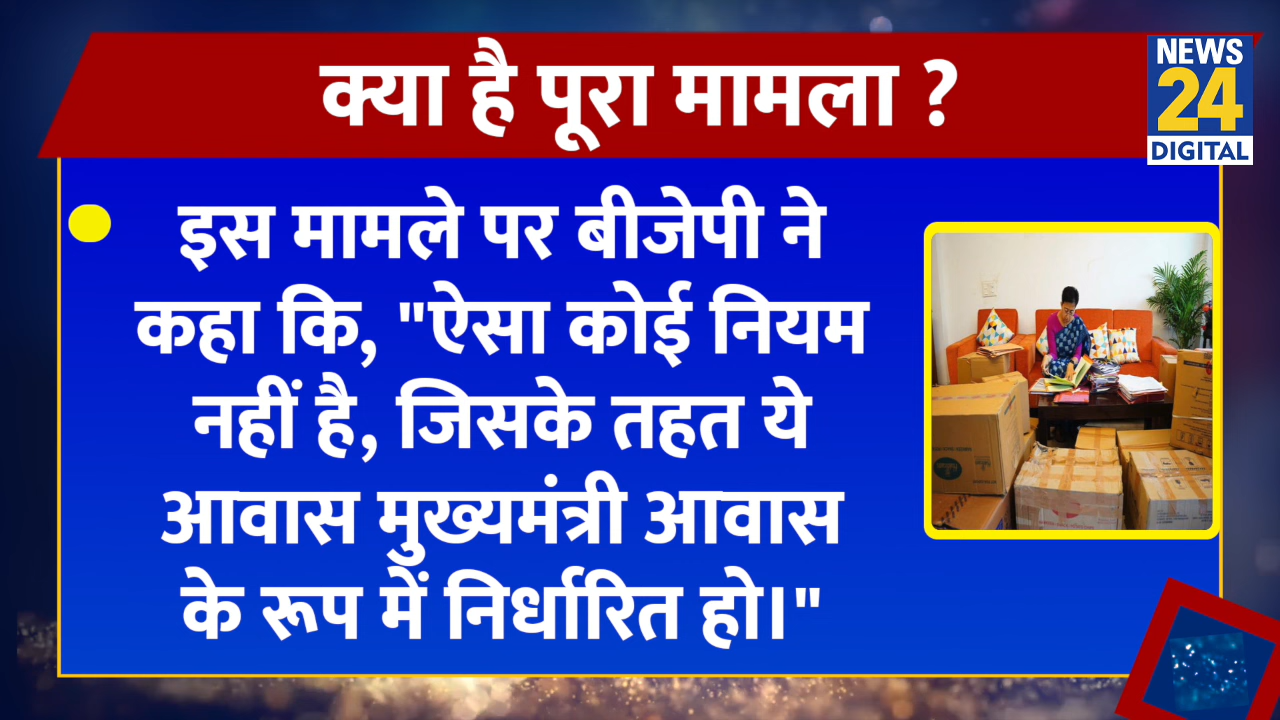 क्या है पूरा मामला ?
NEWS
24
DIGITAL
इस मामले पर बीजेपी ने
कहा कि, "ऐसा कोई नियम
नहीं है, जिसके तहत ये
आवास मुख्यमंत्री आवास
के रूप में निर्धारित हो।"